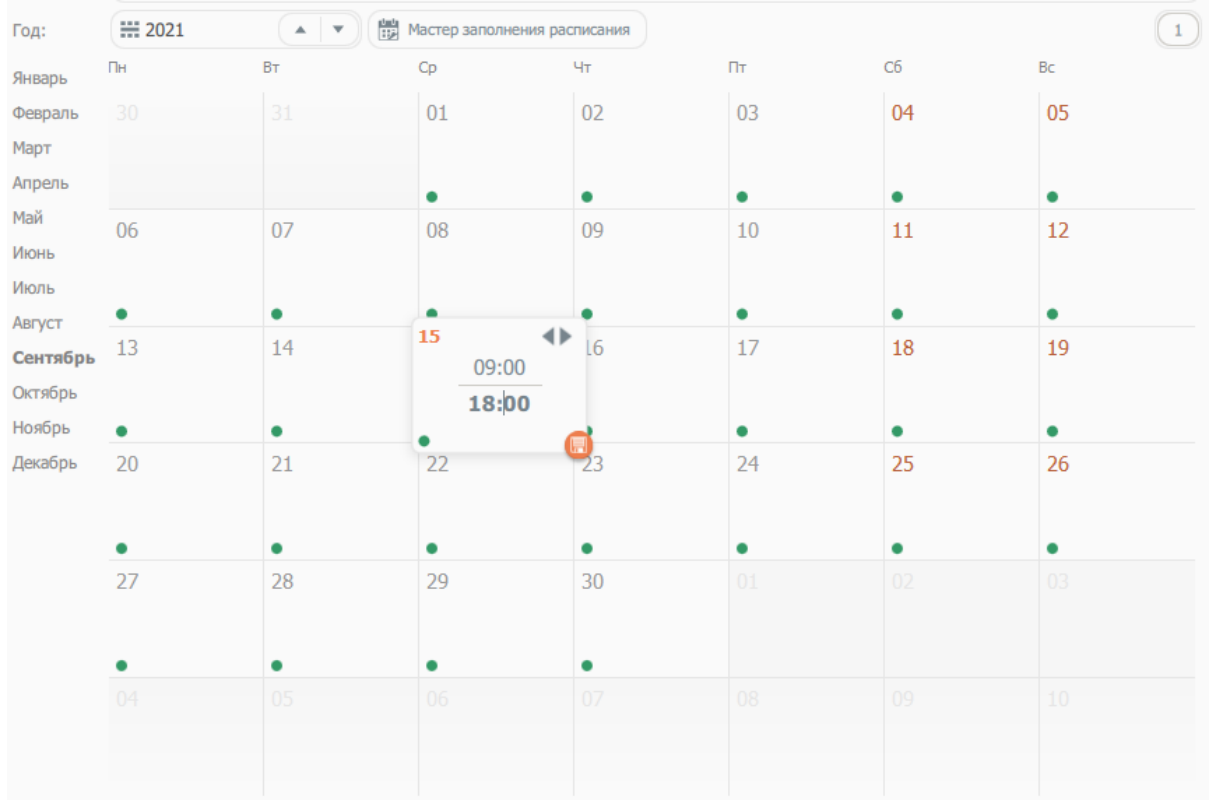 Год:
2021
Мастер заполнения расписания
1
Январь
Февраль
Март
Апрель
Май
Июнь
Июль
Август
Сентябрь
Октябрь
Ноябрь
Декабрь
Пн Вт Ср Чт Пт Сб Вс
30 31 01 02 03 04 05
06 07 08 09 10 11 12
13 14 15 16 17 18 19
09:00
18:00
20 21 22 23 24 25 26
27 28 29 30 01 02 03
04 05 06 07 08 09 10